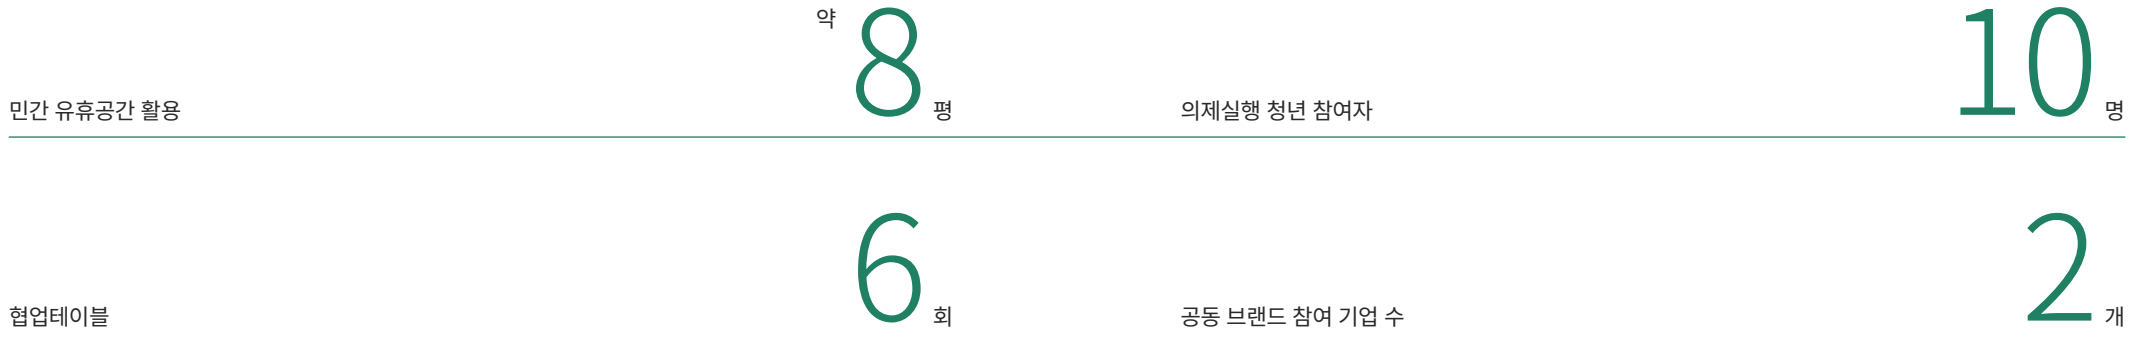 민간 유휴공간 활용 약 8 평
의제실행 청년 참여자 10 명
협업테이블 6 회
공동 브랜드 참여 기업 수 2 개